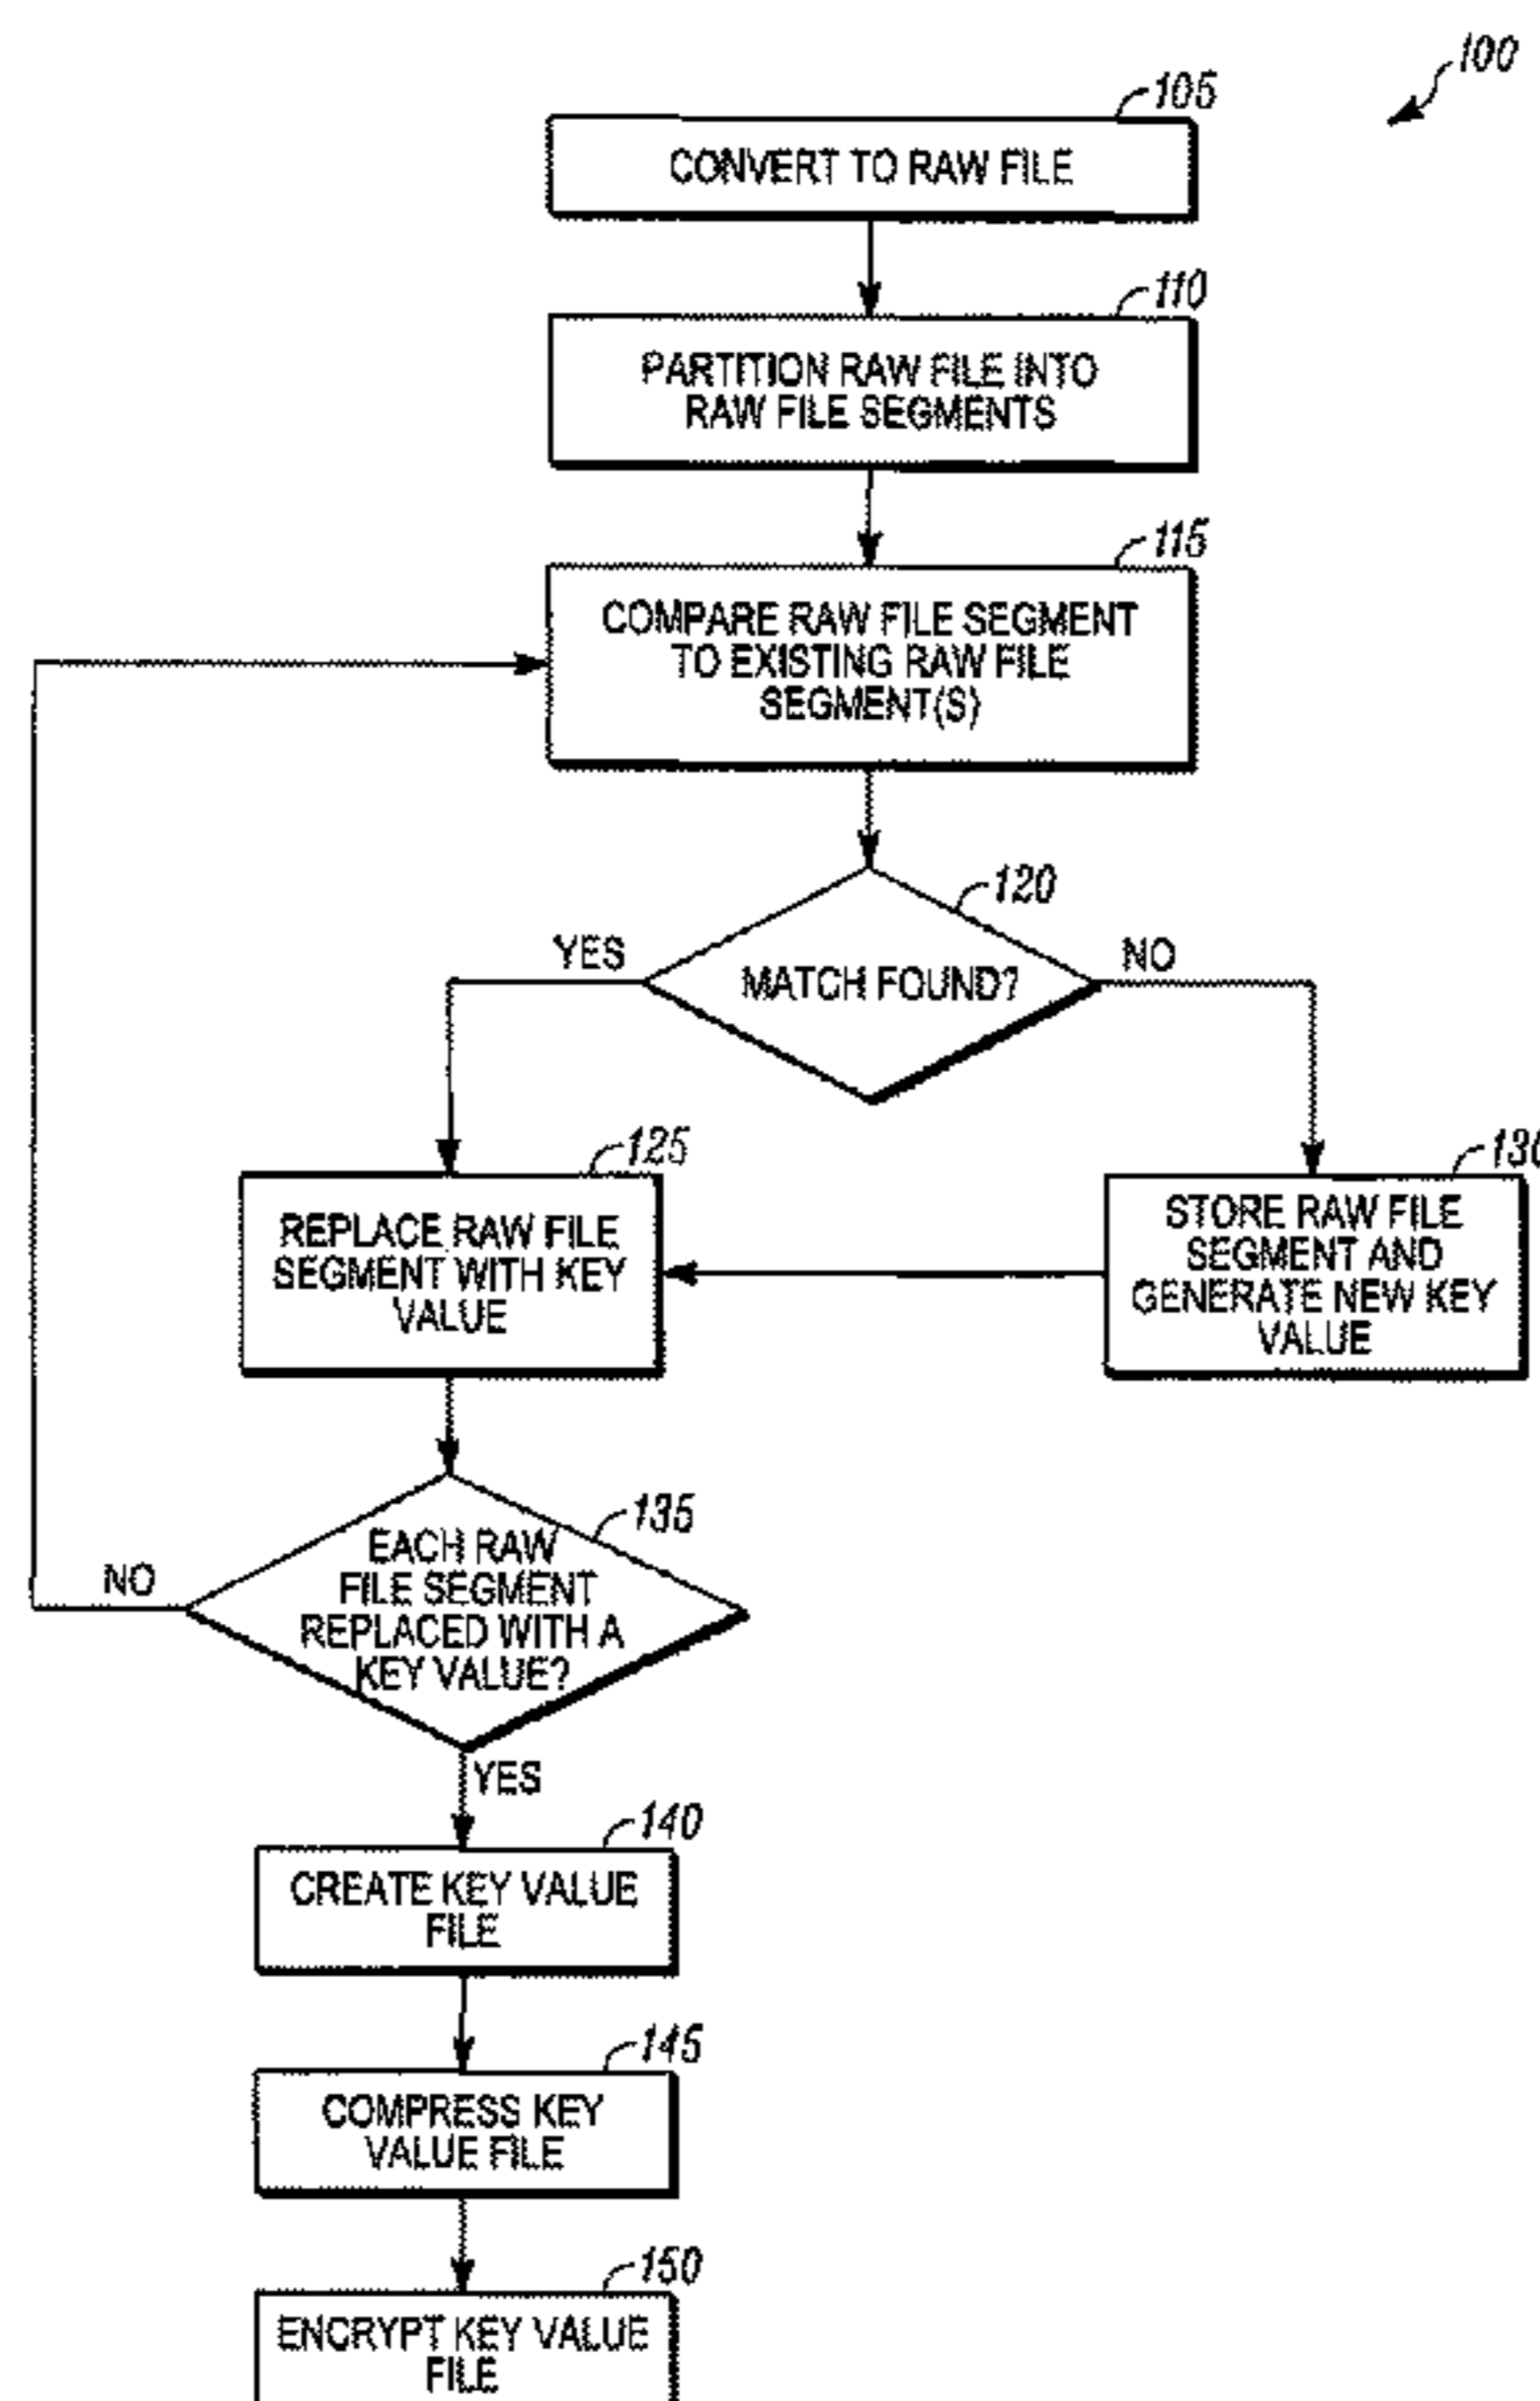 100
105
CONVERT TO RAW FILE
110
PARTITION RAW FILE INTO
RAW FILE SEGMENTS
115
COMPARE RAW FILE SEGMENT
TO EXISTING RAW FILE
SEGMENT(S)
120
MATCH FOUND?
YES
NO
125
REPLACE RAW FILE
SEGMENT WITH KEY
VALUE
130
STORE RAW FILE
SEGMENT AND
GENERATE NEW KEY
VALUE
135
EACH RAW
FILE SEGMENT
REPLACED WITH A
KEY VALUE?
NO
YES
140
CREATE KEY VALUE
FILE
145
COMPRESS KEY
VALUE FILE
150
ENCRYPT KEY VALUE
FILE